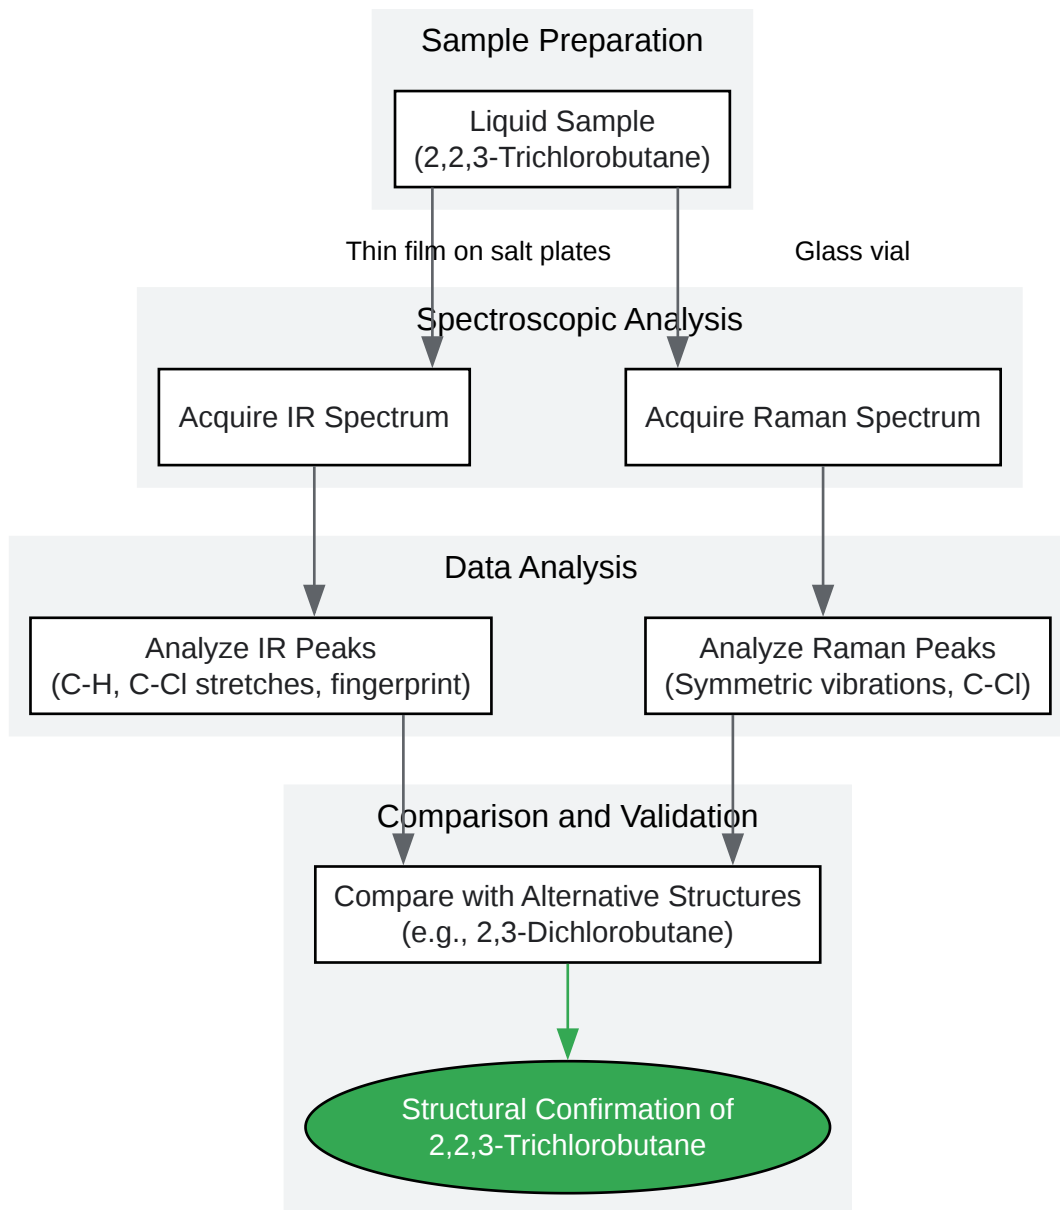 Sample Preparation
Liquid Sample
(2,2,3-Trichlorobutane)
Thin film on salt plates
Glass vial
Spectroscopic Analysis
Acquire IR Spectrum
Acquire Raman Spectrum
Data Analysis
Analyze IR Peaks
(C-H, C-Cl stretches, fingerprint)
Analyze Raman Peaks
(Symmetric vibrations, C-Cl)
Comparison and Validation
Compare with Alternative Structures
(e.g., 2,3-Dichlorobutane)
Structural Confirmation of
2,2,3-Trichlorobutane